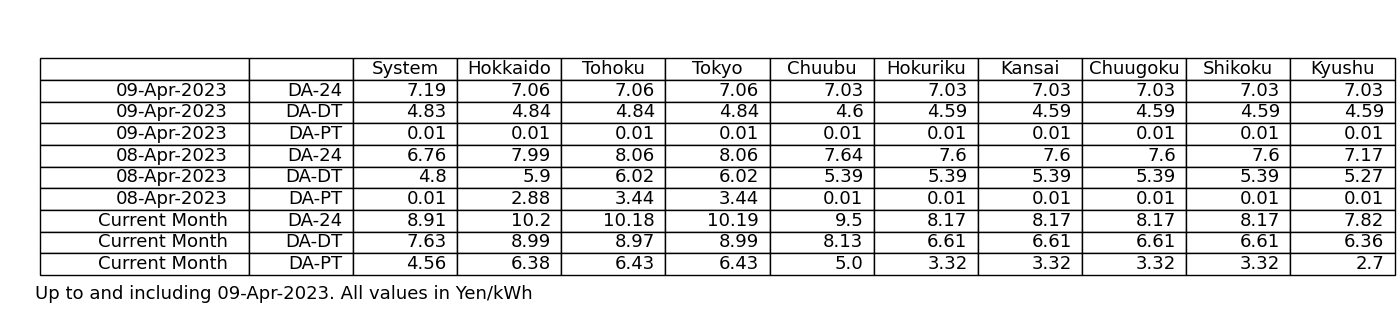 System Hokkaido Tohoku Tokyo Chuubu Hokuriku Kansai Chuugoku Shikoku Kyushu
09-Apr-2023 DA-24 7.19 7.06 7.06 7.06 7.03 7.03 7.03 7.03 7.03 7.03
09-Apr-2023 DA-DT 4.83 4.84 4.84 4.84 4.6 4.59 4.59 4.59 4.59 4.59
09-Apr-2023 DA-PT 0.01 0.01 0.01 0.01 0.01 0.01 0.01 0.01 0.01 0.01
08-Apr-2023 DA-24 6.76 7.99 8.06 8.06 7.64 7.6 7.6 7.6 7.6 7.17
08-Apr-2023 DA-DT 4.8 5.9 6.02 6.02 5.39 5.39 5.39 5.39 5.39 5.27
08-Apr-2023 DA-PT 0.01 2.88 3.44 3.44 0.01 0.01 0.01 0.01 0.01 0.01
Current Month DA-24 8.91 10.2 10.18 10.19 9.5 8.17 8.17 8.17 8.17 7.82
Current Month DA-DT 7.63 8.99 8.97 8.99 8.13 6.61 6.61 6.61 6.61 6.36
Current Month DA-PT 4.56 6.38 6.43 6.43 5.0 3.32 3.32 3.32 3.32 2.7
Up to and including 09-Apr-2023. All values in Yen/kWh